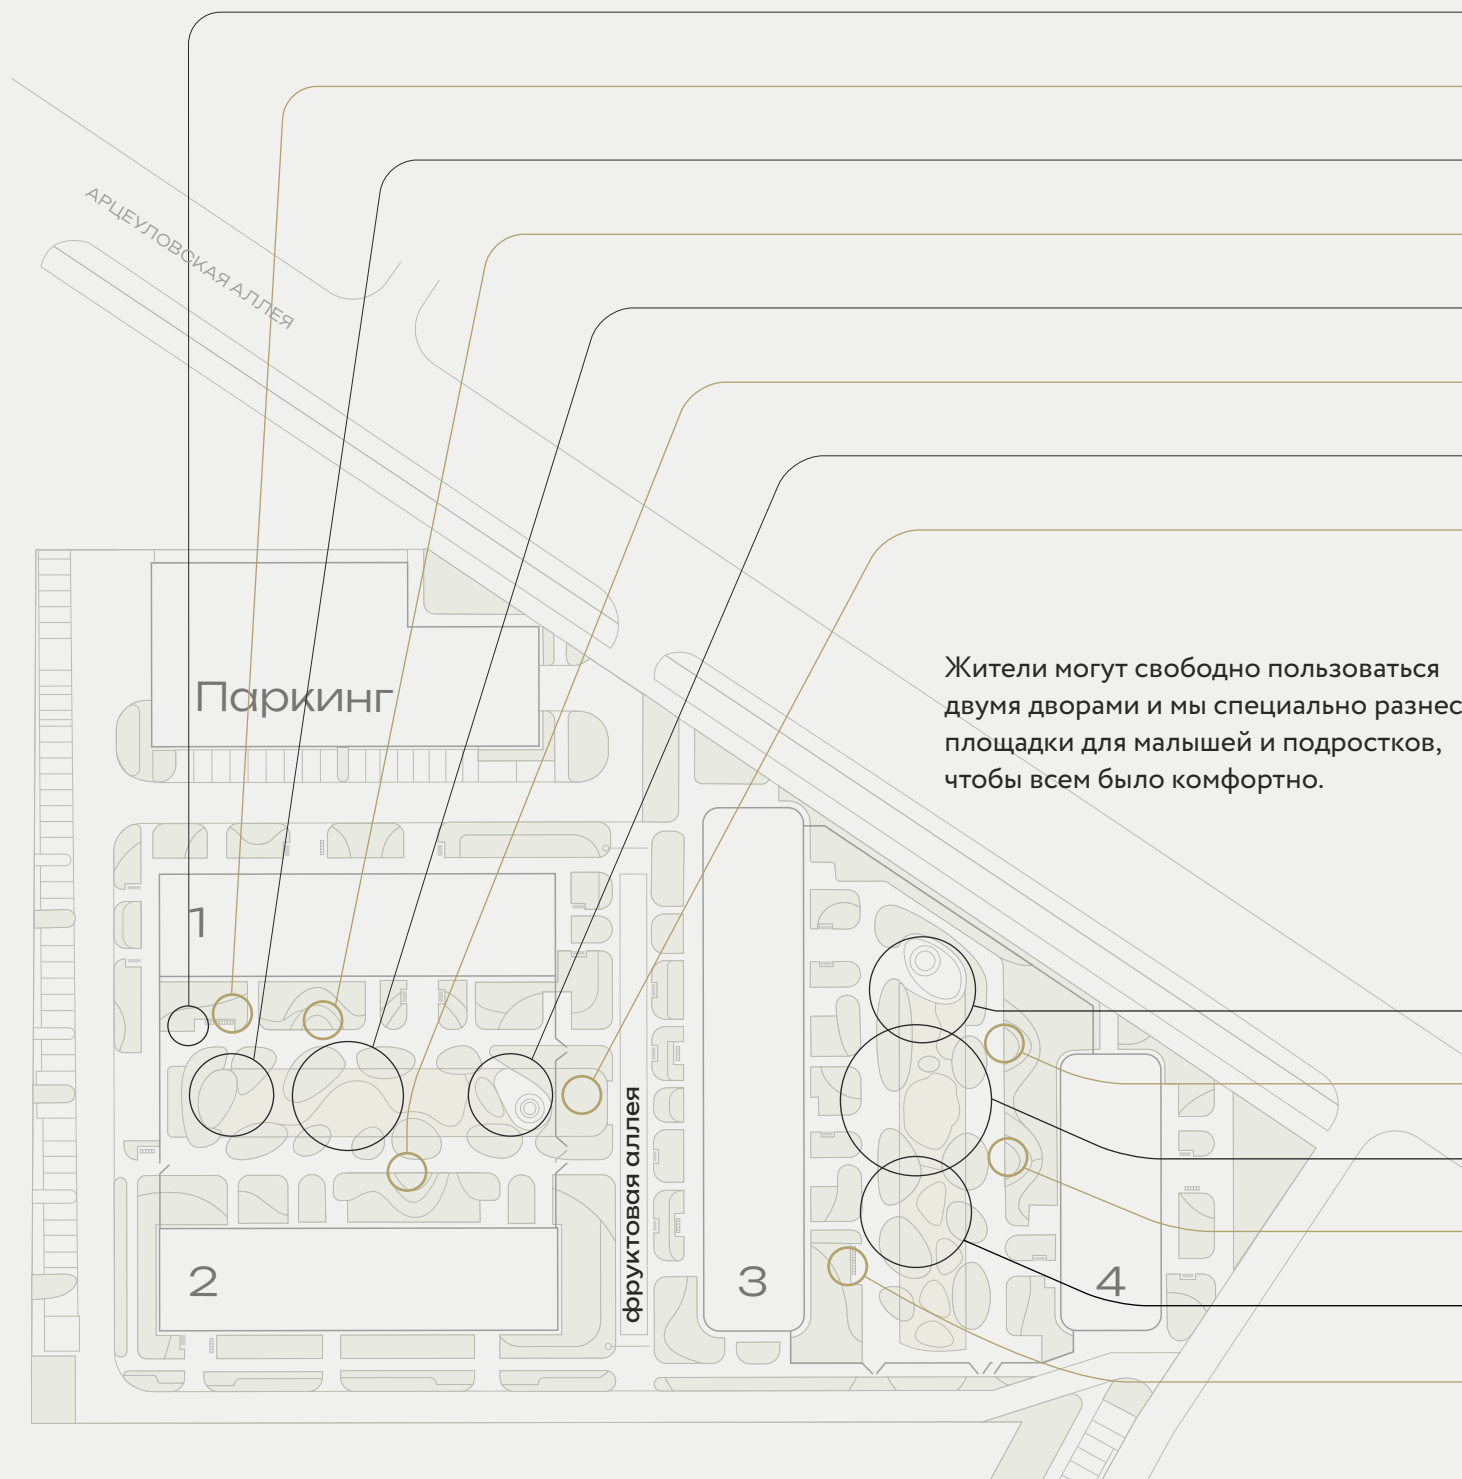 АРЦЕУЛОВСКАЯ АЛЛЕЯ
Жители могут свободно пользоваться
двумя дворами и мы специально разнес
площадки для малышей и подростков,
чтобы всем было комфортно.
Паркинг
1
2
фруктовая аллея
3
4